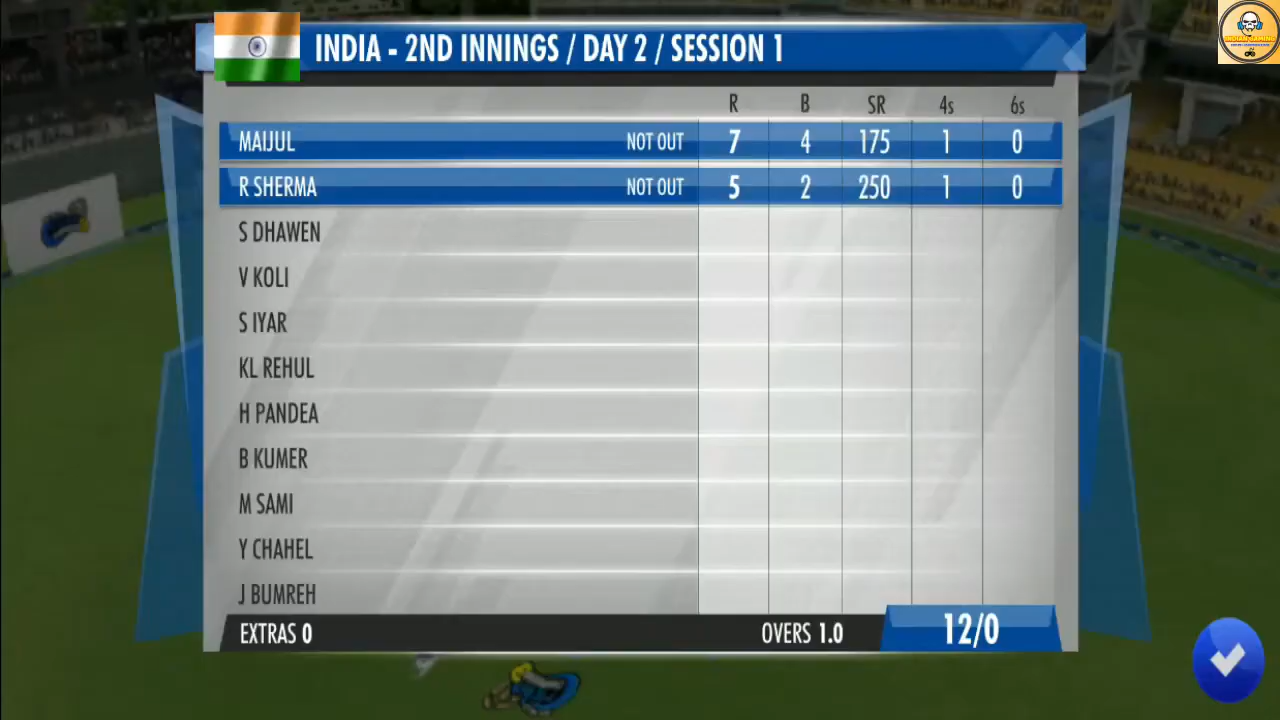 INDIA - 2ND INNINGS / DAY 2 / SESSION 1
R B SR 4s 6s
MAIJUL NOT OUT 7 4 175 1 0
R SHERMA NOT OUT 5 2 250 1 0
S DHAWEN
V KOLI
S IYAR
KL REHUL
H PANDEA
B KUMER
M SAMI
Y CHAHEL
J BUMREH
EXTRAS 0 OVERS 1.0 12/0